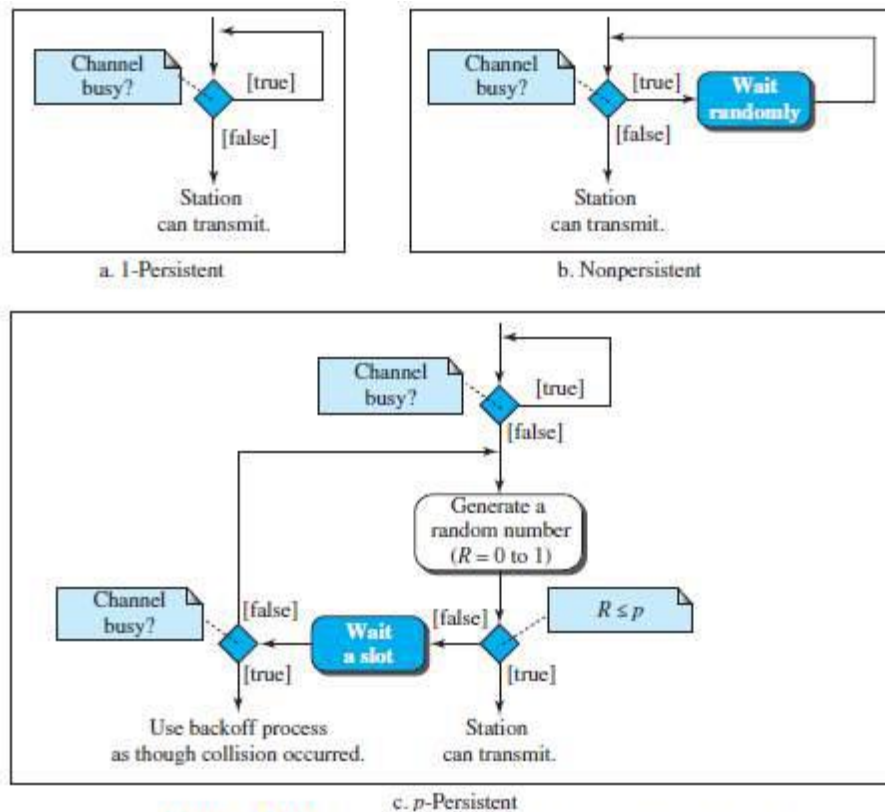 Channel
busy?
[true]
[false]
Station
can transmit.
a. 1-Persistent
Channel
busy?
[true]
Wait
randomly
[false]
Station
can transmit.
b. Nonpersistent
Channel
busy?
[true]
[false]
Generate a
random number
(R = 0 to 1)
Channel
busy?
[false]
Wait
a slot
[false]
R ≤ p
[true]
[true]
Use backoff process
as though collision occurred.
Station
can transmit.
c. p-Persistent